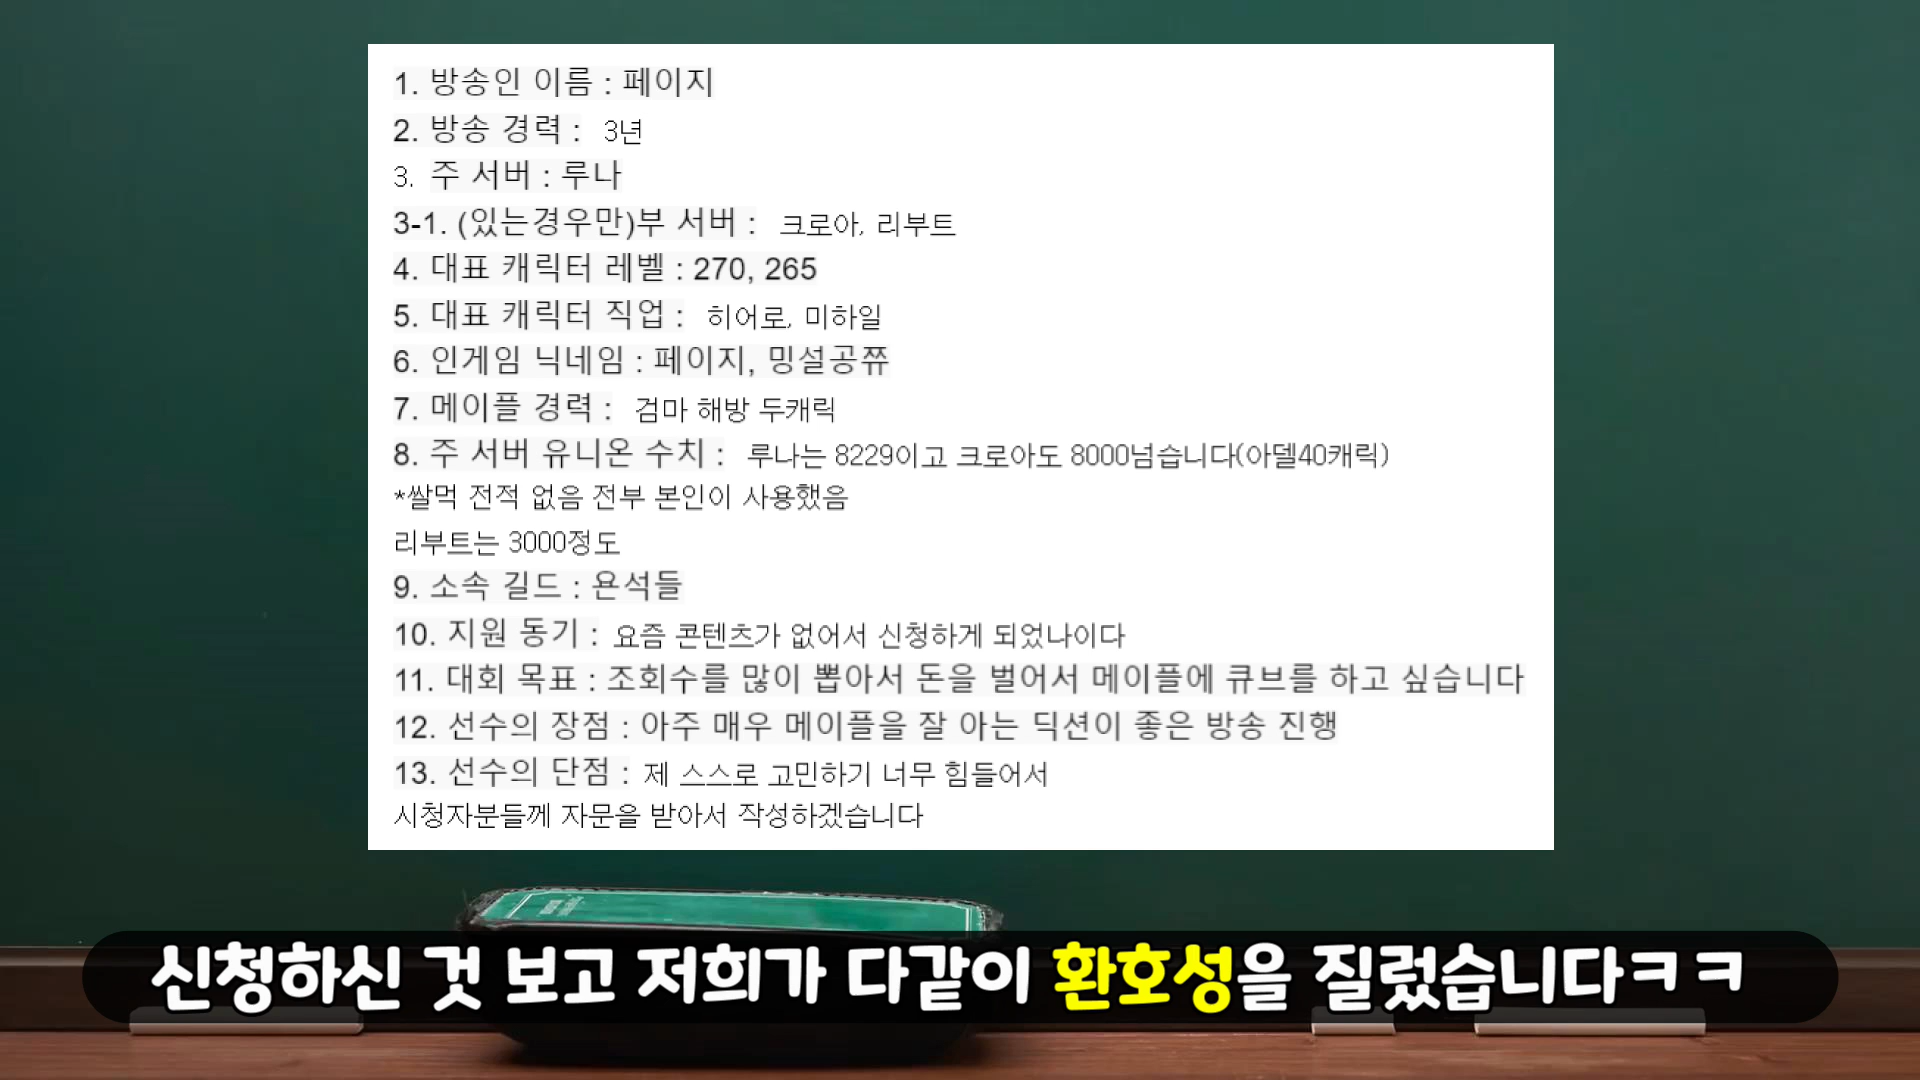 1. 방송인 이름 : 페이지
2. 방송 경력 : 3년
3. 주 서버 : 루나
3-1. (있는경우만)부 서버 : 크로아, 리부트
4. 대표 캐릭터 레벨 : 270, 265
5. 대표 캐릭터 직업 : 히어로, 미하일
6. 인게임 닉네임 : 페이지, 밍설공쮸
7. 메이플 경력 : 검마 해방 두캐릭
8. 주 서버 유니온 수치 : 루나는 8229이고 크로아도 8000넘습니다(아델40캐릭)
*쌀먹 전적 없음 전부 본인이 사용했음
리부트는 3000정도
9. 소속 길드 : 욘석들
10. 지원 동기 : 요즘 콘텐츠가 없어서 신청하게 되었나이다
11. 대회 목표 : 조회수를 많이 뽑아서 돈을 벌어서 메이플에 큐브를 하고 싶습니다
12. 선수의 장점 : 아주 매우 메이플을 잘 아는 딕션이 좋은 방송 진행
13. 선수의 단점 : 제 스스로 고민하기 너무 힘들어서
시청자분들께 자문을 받아서 작성하겠습니다
신청하신 것 보고 저희가 다같이 환호성을 질렀습니다ㅋㅋ